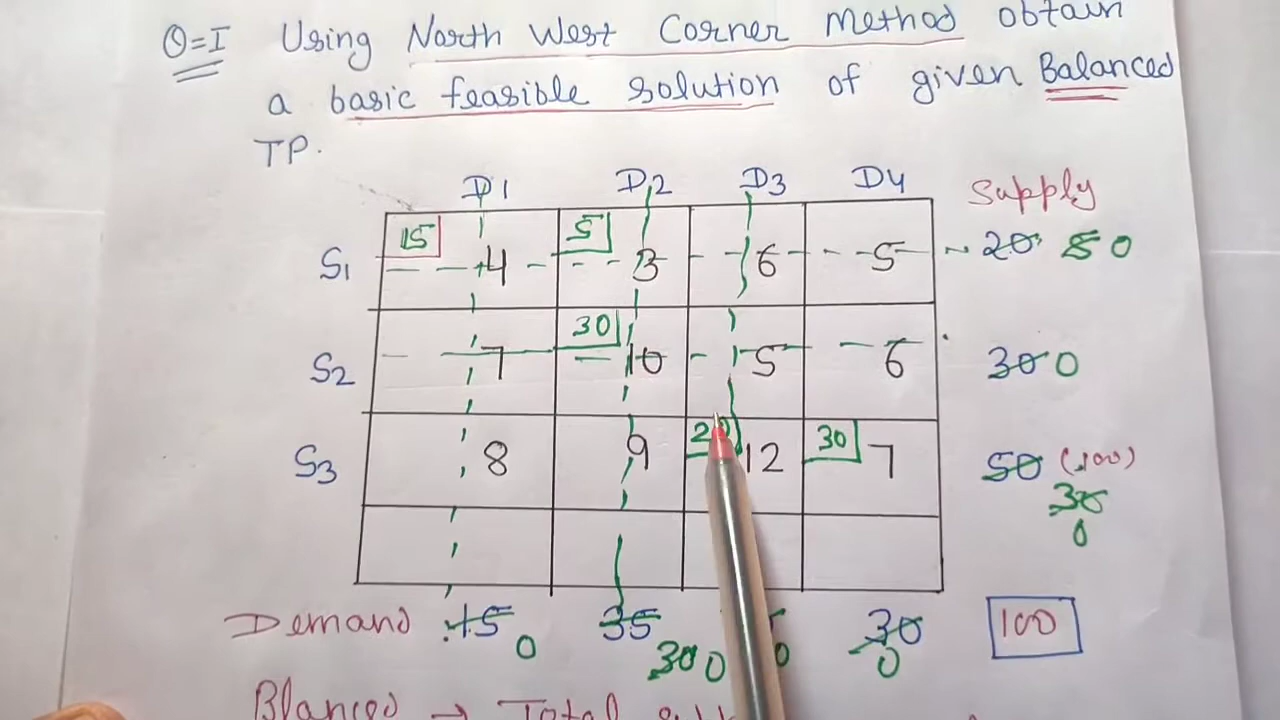 Q=I Using North West Corner Method obtain
a basic feasible solution of given Balanced
TP.
D1 D2 D3 D4 Supply
S1 15 4 5 3 6 5 20 5 0
S2 7 30 10 5 6 30 0
S3 8 9 12 30 7 50 (100)
30
0
Demand 15 0 35 30 0 30 0 100
Blanced → Total